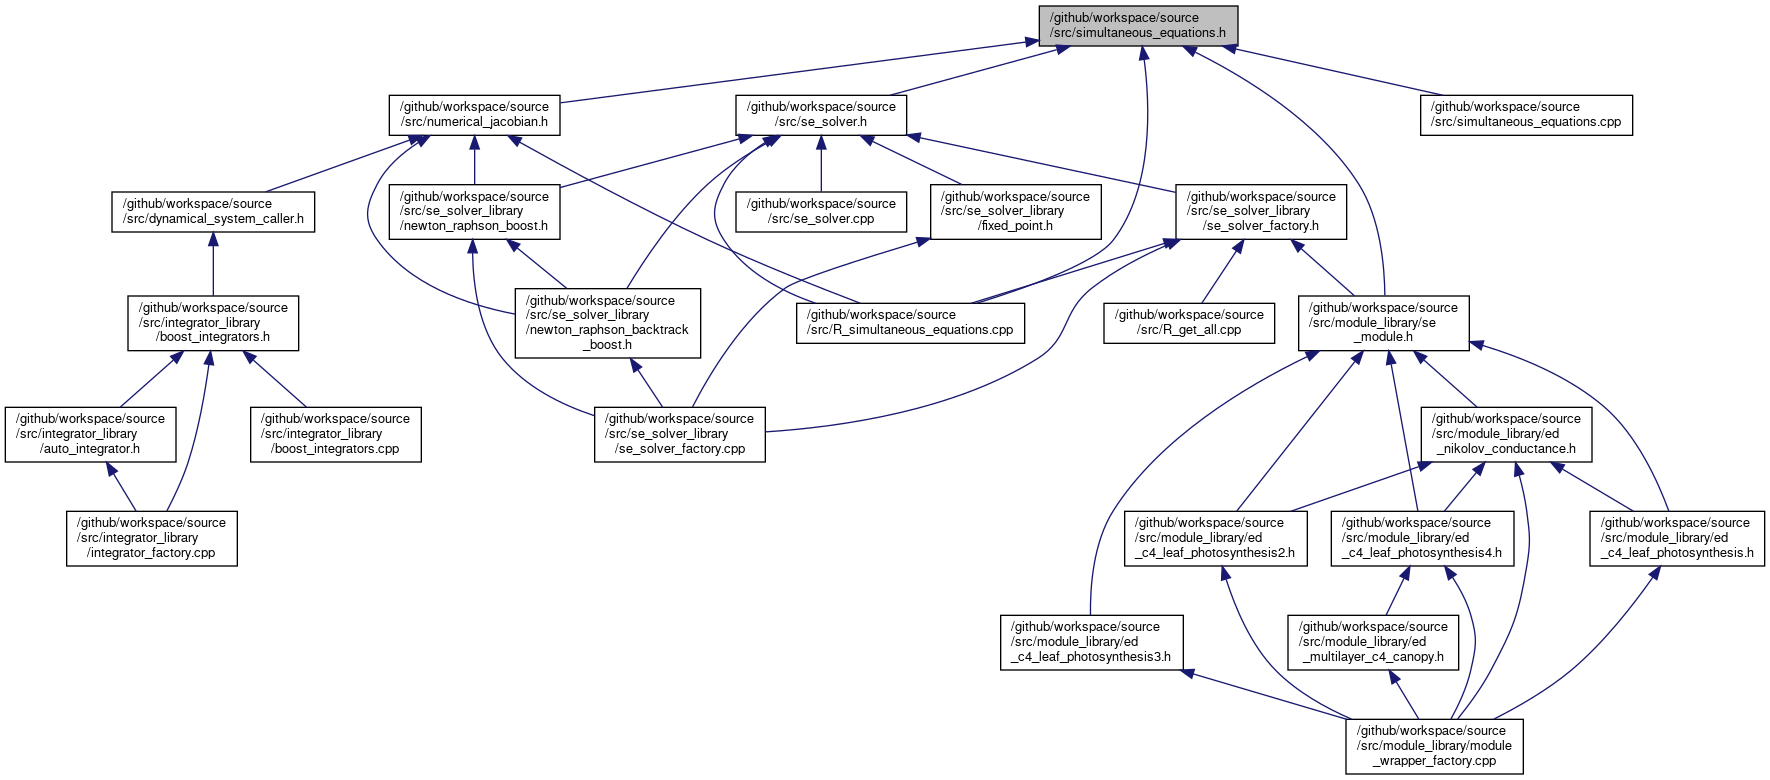 /github/workspace/source
/src/simultaneous_equations.h
/github/workspace/source
/src/numerical_jacobian.h
/github/workspace/source
/src/se_solver.h
/github/workspace/source
/src/simultaneous_equations.cpp
/github/workspace/source
/src/dynamical_system_caller.h
/github/workspace/source
/src/se_solver_library
/newton_raphson_boost.h
/github/workspace/source
/src/se_solver.cpp
/github/workspace/source
/src/se_solver_library
/fixed_point.h
/github/workspace/source
/src/se_solver_library
/se_solver_factory.h
/github/workspace/source
/src/integrator_library
/boost_integrators.h
/github/workspace/source
/src/se_solver_library
/newton_raphson_backtrack
_boost.h
/github/workspace/source
/src/R_simultaneous_equations.cpp
/github/workspace/source
/src/R_get_all.cpp
/github/workspace/source
/src/module_library/se
_module.h
/github/workspace/source
/src/integrator_library
/auto_integrator.h
/github/workspace/source
/src/integrator_library
/boost_integrators.cpp
/github/workspace/source
/src/se_solver_library
/se_solver_factory.cpp
/github/workspace/source
/src/module_library/ed
_nikolov_conductance.h
/github/workspace/source
/src/integrator_library
/integrator_factory.cpp
/github/workspace/source
/src/module_library/ed
_c4_leaf_photosynthesis2.h
/github/workspace/source
/src/module_library/ed
_c4_leaf_photosynthesis4.h
/github/workspace/source
/src/module_library/ed
_c4_leaf_photosynthesis.h
/github/workspace/source
/src/module_library/ed
_c4_leaf_photosynthesis3.h
/github/workspace/source
/src/module_library/ed
_multilayer_c4_canopy.h
/github/workspace/source
/src/module_library/module
_wrapper_factory.cpp